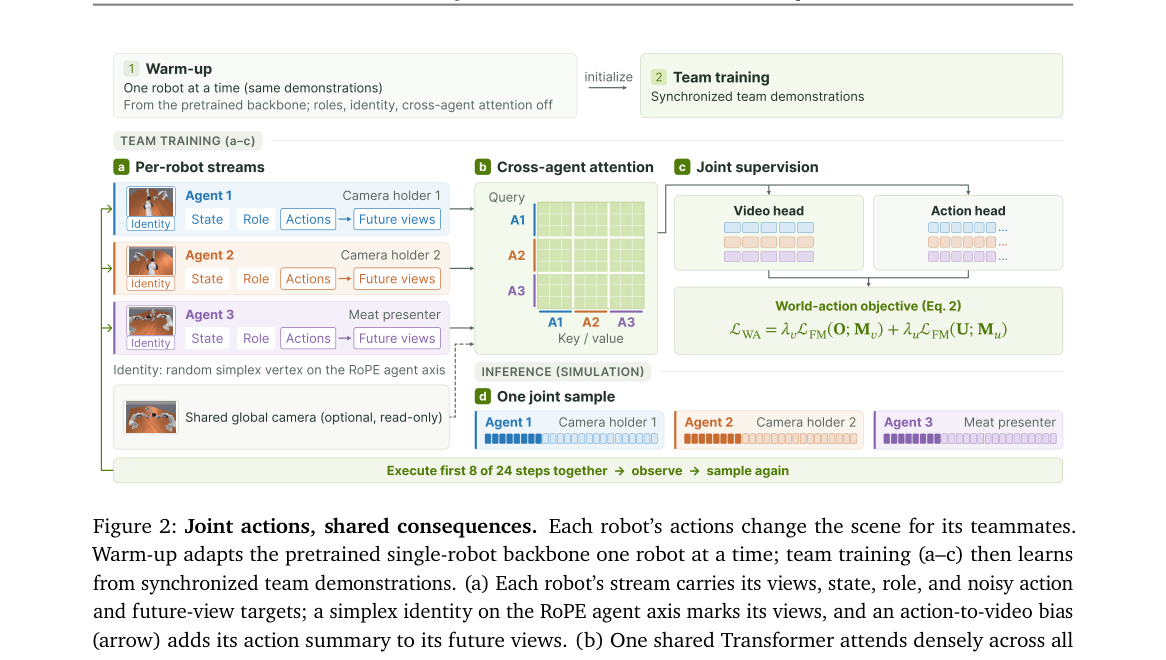 1 Warm-up
One robot at a time (same demonstrations)
From the pretrained backbone; roles, identity, cross-agent attention off
initialize
2 Team training
Synchronized team demonstrations
TEAM TRAINING (a–c)
a Per-robot streams
Agent 1 Camera holder 1
Identity State Role Actions → Future views
Agent 2 Camera holder 2
Identity State Role Actions → Future views
Agent 3 Meat presenter
Identity State Role Actions → Future views
Identity: random simplex vertex on the RoPE agent axis
Shared global camera (optional, read-only)
b Cross-agent attention
Query
A1
A2
A3
A1 A2 A3
Key / value
c Joint supervision
Video head
Action head
...
...
...
World-action objective (Eq. 2)
ℒ_WA = λ_v ℒ_FM(O; M_v) + λ_u ℒ_FM(U; M_u)
INFERENCE (SIMULATION)
d One joint sample
Agent 1 Camera holder 1
Agent 2 Camera holder 2
Agent 3 Meat presenter
Execute first 8 of 24 steps together → observe → sample again
Figure 2: Joint actions, shared consequences. Each robot’s actions change the scene for its teammates.
Warm-up adapts the pretrained single-robot backbone one robot at a time; team training (a–c) then learns
from synchronized team demonstrations. (a) Each robot’s stream carries its views, state, role, and noisy action
and future-view targets; a simplex identity on the RoPE agent axis marks its views, and an action-to-video bias
(arrow) adds its action summary to its future views. (b) One shared Transformer attends densely across all